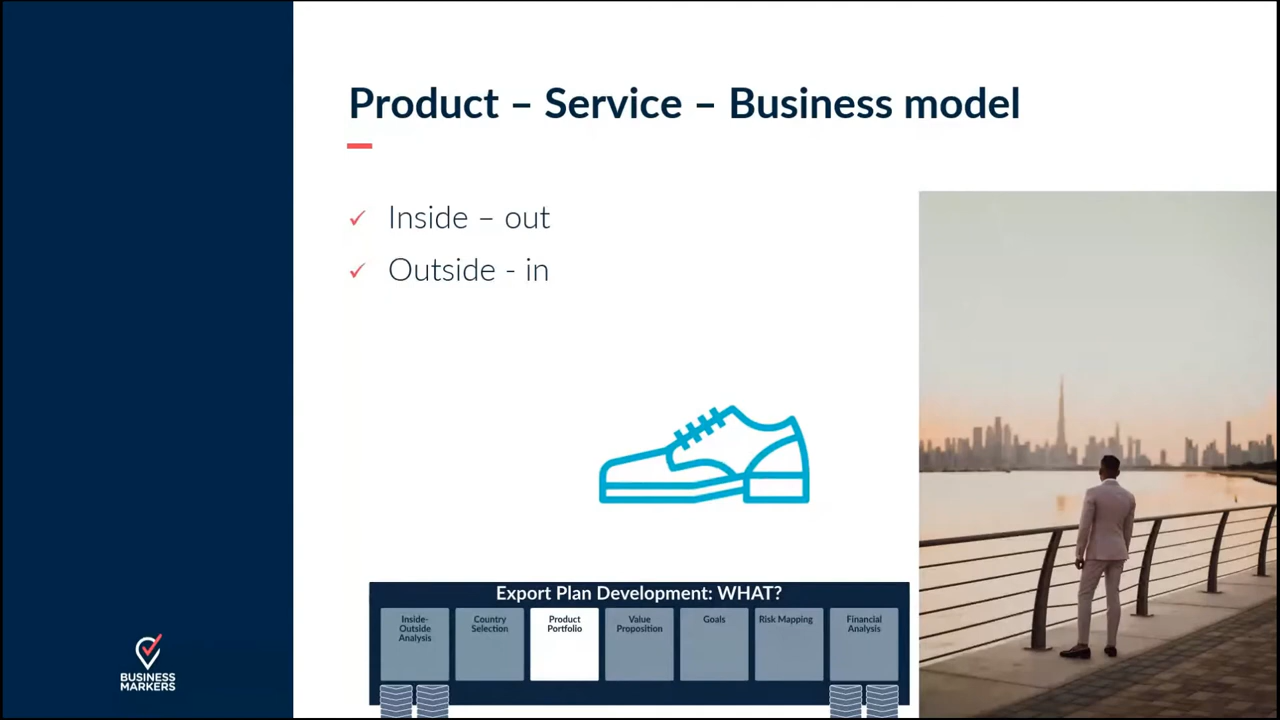 Product – Service – Business model
✓ Inside – out
✓ Outside - in
Export Plan Development: WHAT?
Inside-
Outside
Analysis
Country
Selection
Product
Portfolio
Value
Proposition
Goals
Risk Mapping
Financial
Analysis
BUSINESS
MARKERS